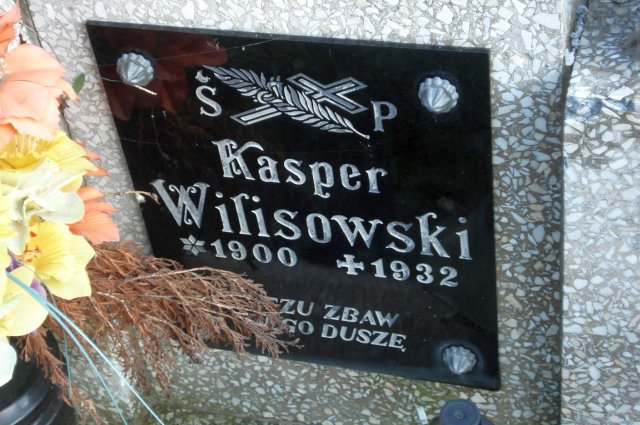 Ś P
Kasper
Wilisowski
*1900 +1932
ZBAW
DUSZĘ